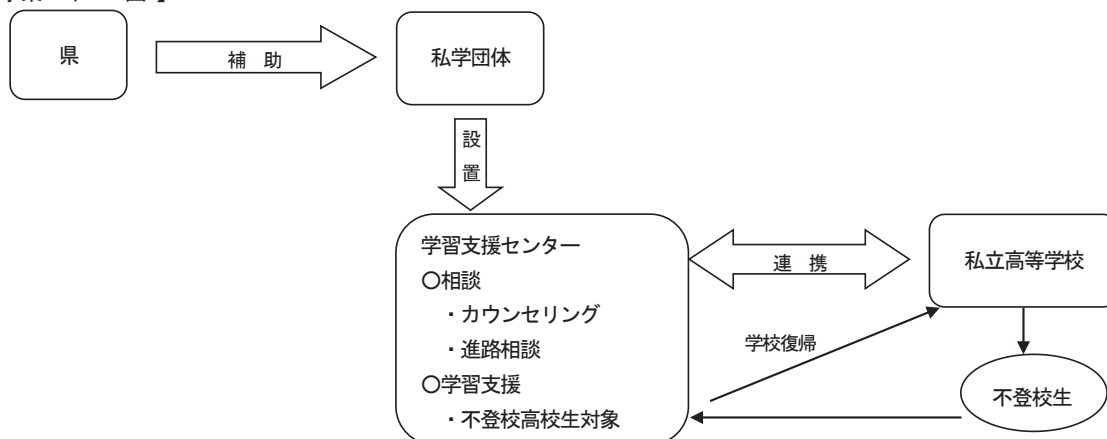 県
補 助
私学団体
設
置
学習支援センター
○相談
・カウンセリング
・進路相談
○学習支援
・不登校高校生対象
連 携
私立高等学校
学校復帰
不登校生